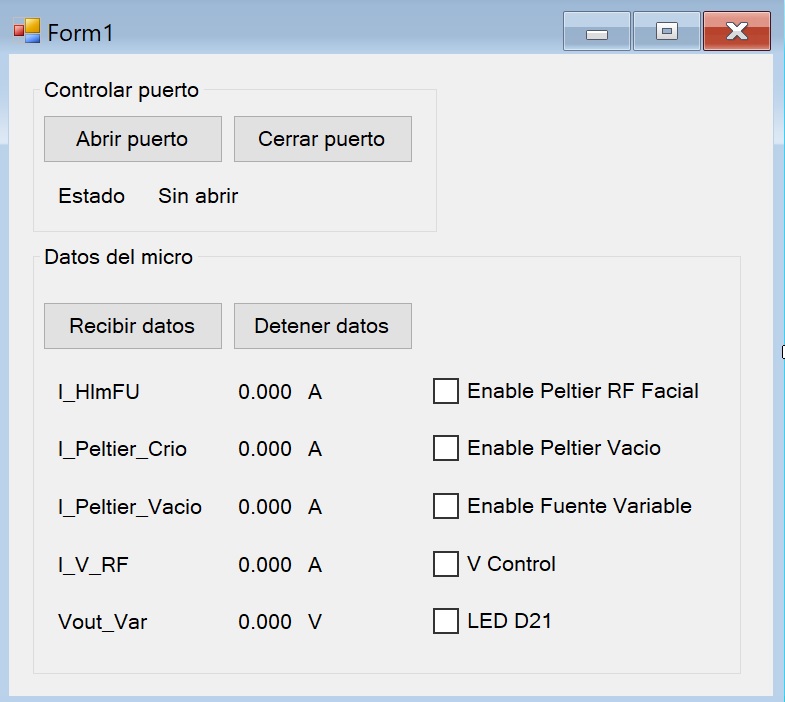 Form1
Controlar puerto
Abrir puerto Cerrar puerto
Estado Sin abrir
Datos del micro
Recibir datos Detener datos
I_HImFU 0.000 A Enable Peltier RF Facial
I_Peltier_Crio 0.000 A Enable Peltier Vacio
I_Peltier_Vacio 0.000 A Enable Fuente Variable
I_V_RF 0.000 A V Control
Vout_Var 0.000 V LED D21